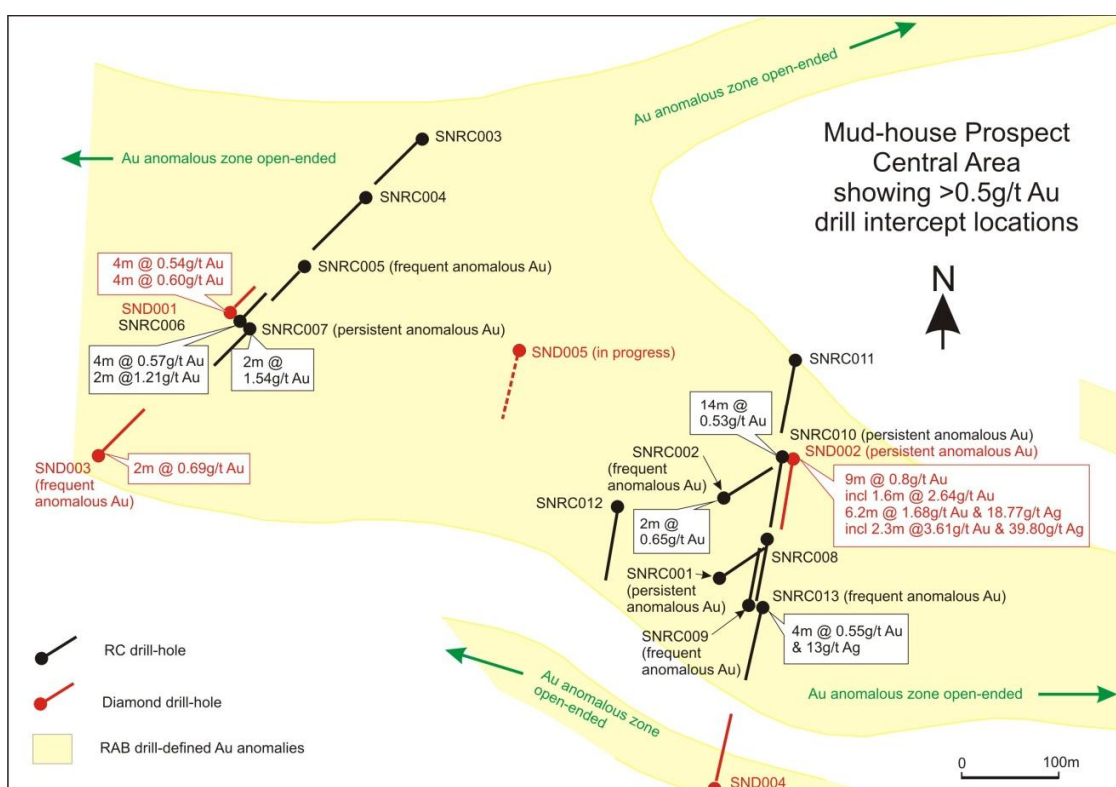 Au anomalous zone open-ended
Mud-house Prospect
Central Area
showing >0.5g/t Au
drill intercept locations
N
SNRC003
Au anomalous zone open-ended
SNRC004
4m @ 0.54g/t Au
4m @ 0.60g/t Au
SNRC005 (frequent anomalous Au)
SND001
SNRC006
SNRC007 (persistent anomalous Au)
4m @ 0.57g/t Au
2m @1.21g/t Au
2m @
1.54g/t Au
SND005 (in progress)
SNRC011
14m @
0.53g/t Au
SNRC010 (persistent anomalous Au)
SND002 (persistent anomalous Au)
9m @ 0.8g/t Au
incl 1.6m @ 2.64g/t Au
6.2m @ 1.68g/t Au & 18.77g/t Ag
incl 2.3m @3.61g/t Au & 39.80g/t Ag
SND003
(frequent
anomalous Au)
2m @ 0.69g/t Au
SNRC002
(frequent
anomalous Au)
SNRC012
2m @
0.65g/t Au
SNRC008
SNRC001
(persistent
anomalous Au)
SNRC013 (frequent anomalous Au)
SNRC009
(frequent
anomalous Au)
4m @ 0.55g/t Au
& 13g/t Ag
Au anomalous zone
open-ended
Au anomalous zone open-ended
SND004
RC drill-hole
Diamond drill-hole
RAB drill-defined Au anomalies
0
100m